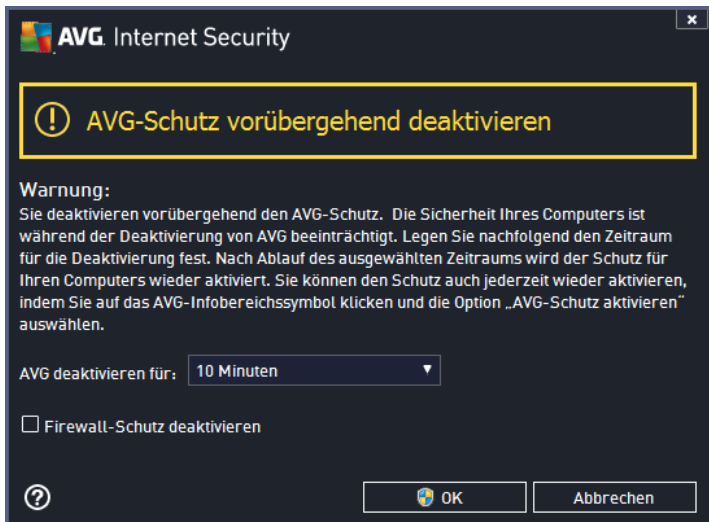 AVG. Internet Security
AVG-Schutz vorübergehend deaktivieren
Warnung:
Sie deaktivieren vorübergehend den AVG-Schutz.  Die Sicherheit Ihres Computers ist
während der Deaktivierung von AVG beeinträchtigt. Legen Sie nachfolgend den Zeitraum
für die Deaktivierung fest. Nach Ablauf des ausgewählten Zeitraums wird der Schutz für
Ihren Computers wieder aktiviert. Sie können den Schutz auch jederzeit wieder aktivieren,
indem Sie auf das AVG-Infobereichssymbol klicken und die Option „AVG-Schutz aktivieren“
auswählen.
AVG deaktivieren für: 10 Minuten
Firewall-Schutz deaktivieren
OK Abbrechen